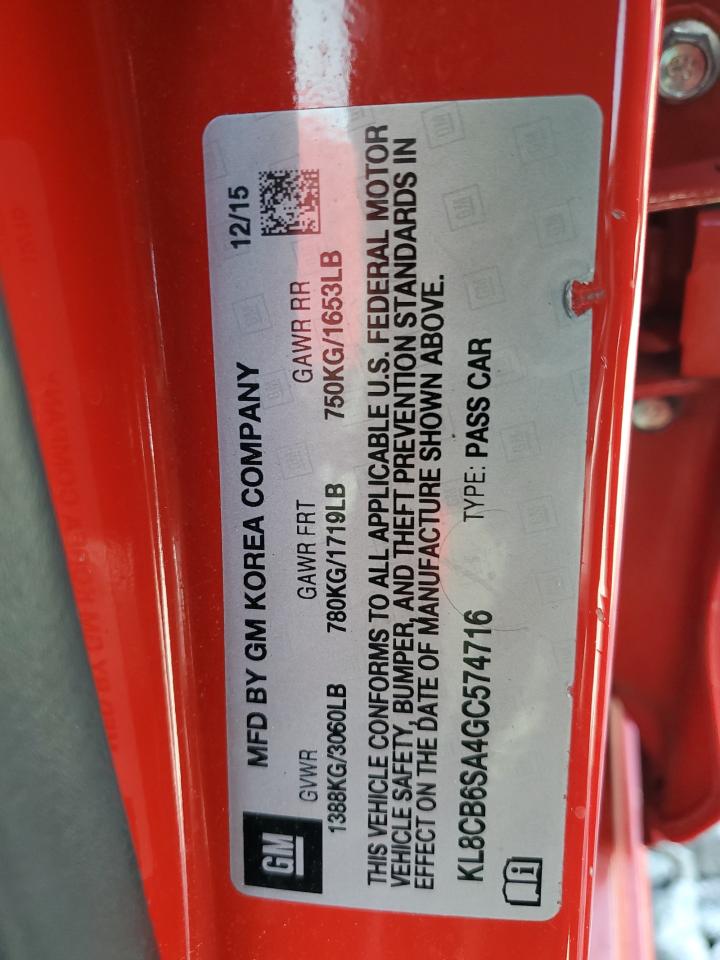 MFD BY GM KOREA COMPANY 12/15
GM
GVWR GAWR FRT GAWR RR
1388KG/3060LB 780KG/1719LB 750KG/1653LB
THIS VEHICLE CONFORMS TO ALL APPLICABLE U.S. FEDERAL MOTOR
VEHICLE SAFETY, BUMPER, AND THEFT PREVENTION STANDARDS IN
EFFECT ON THE DATE OF MANUFACTURE SHOWN ABOVE.
KL8CB6SA4GC574716 TYPE: PASS CAR